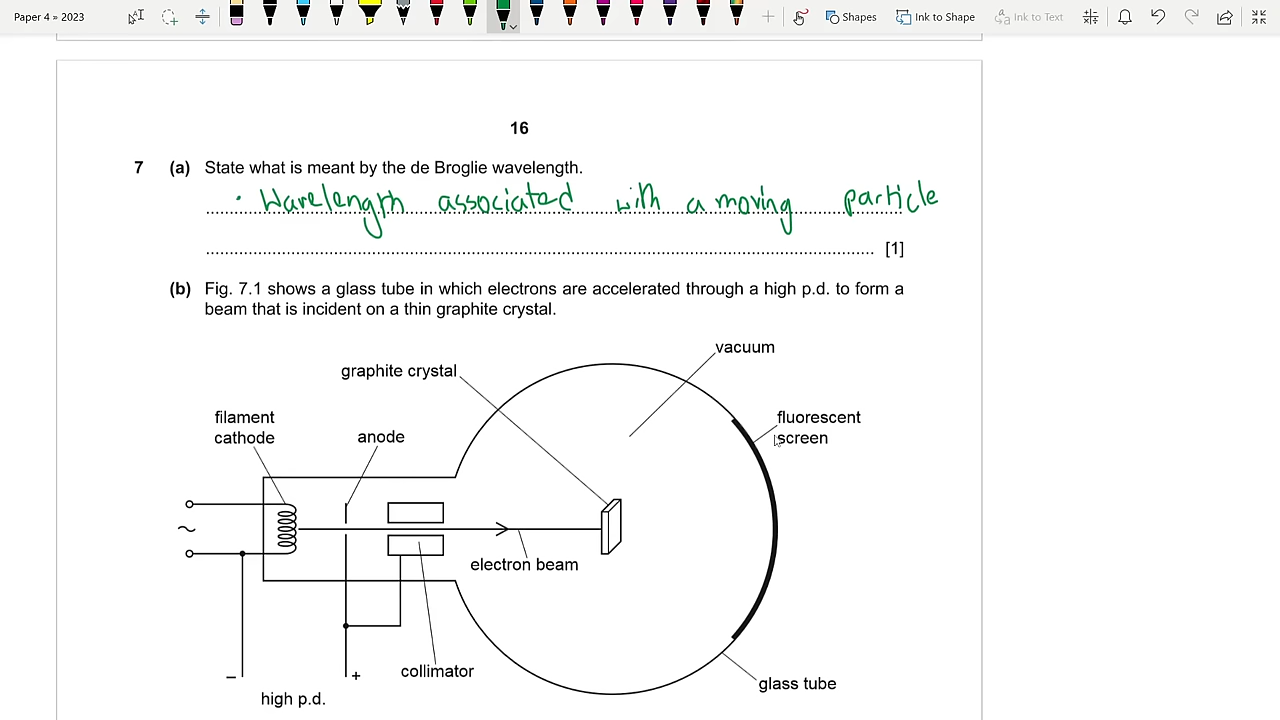 Paper 4 » 2023
Shapes
Ink to Shape
Ink to Text
16
7 (a) State what is meant by the de Broglie wavelength.
• Wavelength associated with a moving particle
[1]
(b) Fig. 7.1 shows a glass tube in which electrons are accelerated through a high p.d. to form a
beam that is incident on a thin graphite crystal.
vacuum
graphite crystal
filament
cathode
anode
fluorescent
screen
~
electron beam
collimator
– +
high p.d.
glass tube